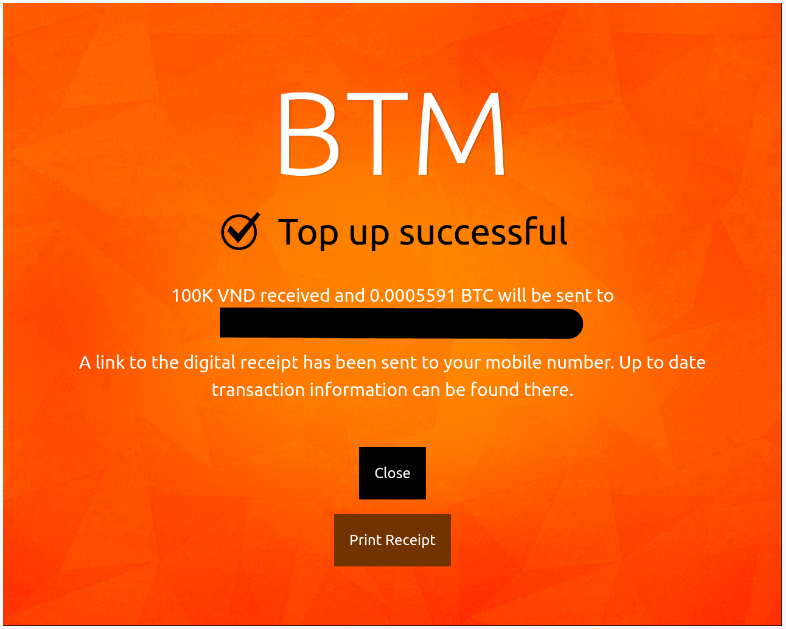 BTM
Top up successful
100K VND received and 0.0005591 BTC will be sent to
A link to the digital receipt has been sent to your mobile number. Up to date
transaction information can be found there.
Close
Print Receipt